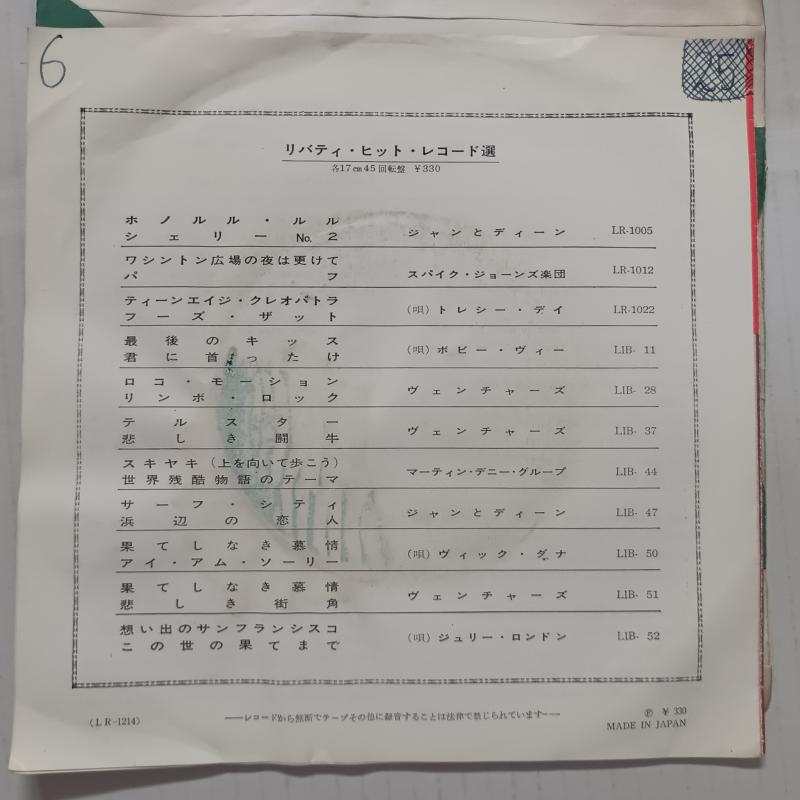 6
25
リバティ・ヒット・レコード選
各17cm45回転盤 ¥330
ホノルル・ルル
シェリー No. 2 ジャンとディーン LR-1005
ワシントン広場の夜は更けて
パフ スパイク・ジョーンズ楽団 LR-1012
ティーンエイジ・クレオパトラ
フーズ・ザット (唄)トレシー・デイ LR-1022
最後のキッス
君に首ったけ (唄)ボビー・ヴィー LIB- 11
ロコ・モーション
リンボ・ロック ヴェンチャーズ LIB- 28
テルスター
悲しき闘牛 ヴェンチャーズ LIB- 37
スキヤキ(上を向いて歩こう)
世界残酷物語のテーマ マーティン・デニー・グループ LIB- 44
サーフ・シティ
浜辺の恋人 ジャンとディーン LIB- 47
果てしなき慕情
アイ・アム・ソーリー (唄)ヴィック・ダナ LIB- 50
果てしなき慕情
悲しき街角 ヴェンチャーズ LIB- 51
想い出のサンフランシスコ
この世の果てまで (唄)ジュリー・ロンドン LIB- 52
(LR-1214)
——レコードから無断でテープその他に録音することは法律で禁じられています——
Ⓟ ¥ 330
MADE IN JAPAN